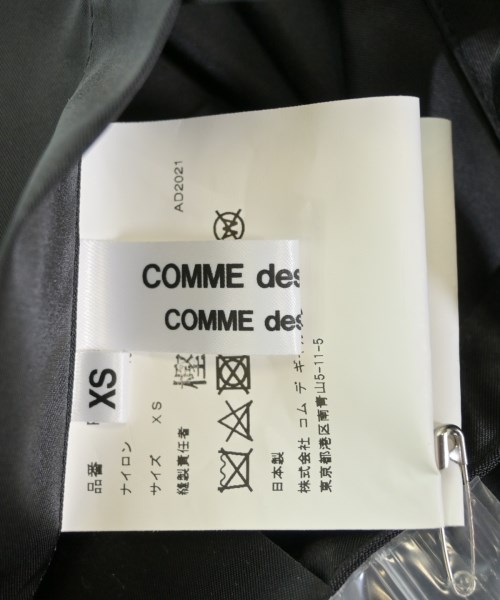 COMME des
COMME des
XS
品番
ナイロン
サイズ XS
縫製責任者
AD2021
日本製
株式会社 コム デ ギャ
東京都港区南青山5-11-5